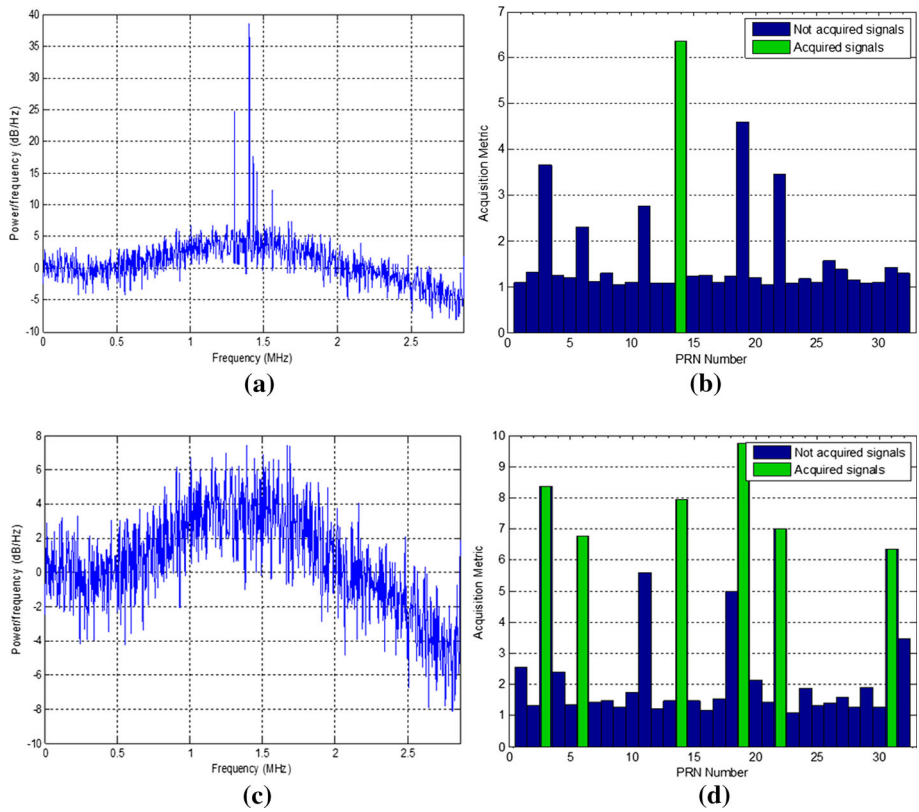 40
35
30
25
20
15
10
5
0
-5
-10
Power/frequency (dB/Hz)
0 0.5 1 1.5 2 2.5
Frequency (MHz)
(a)
7
6
5
4
3
2
1
0
Acquisition Metric
Not acquired signals
Acquired signals
0 5 10 15 20 25 30
PRN Number
(b)
8
6
4
2
0
-2
-4
-6
-8
-10
Power/frequency (dB/Hz)
0 0.5 1 1.5 2 2.5
Frequency (MHz)
(c)
10
9
8
7
6
5
4
3
2
1
0
Acquisition Metric
Not acquired signals
Acquired signals
0 5 10 15 20 25 30
PRN Number
(d)